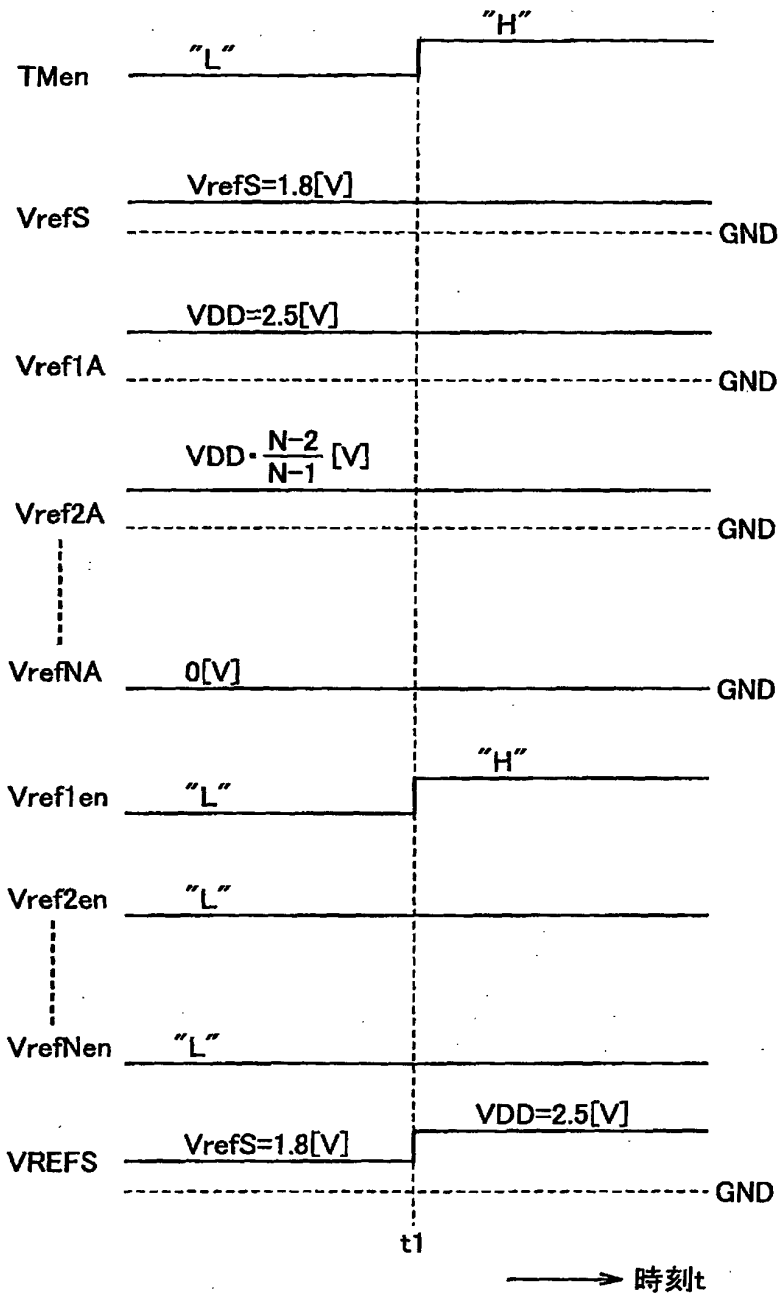 "H"
"L"
TMen
VrefS=1.8[V]
VrefS
GND
VDD=2.5[V]
Vref1A
GND
VDD・N-2/N-1 [V]
Vref2A
GND
VrefNA
0[V]
GND
"H"
Vref1en
"L"
Vref2en
"L"
VrefNen
"L"
VDD=2.5[V]
VrefS=1.8[V]
VREFS
GND
t1
時刻t